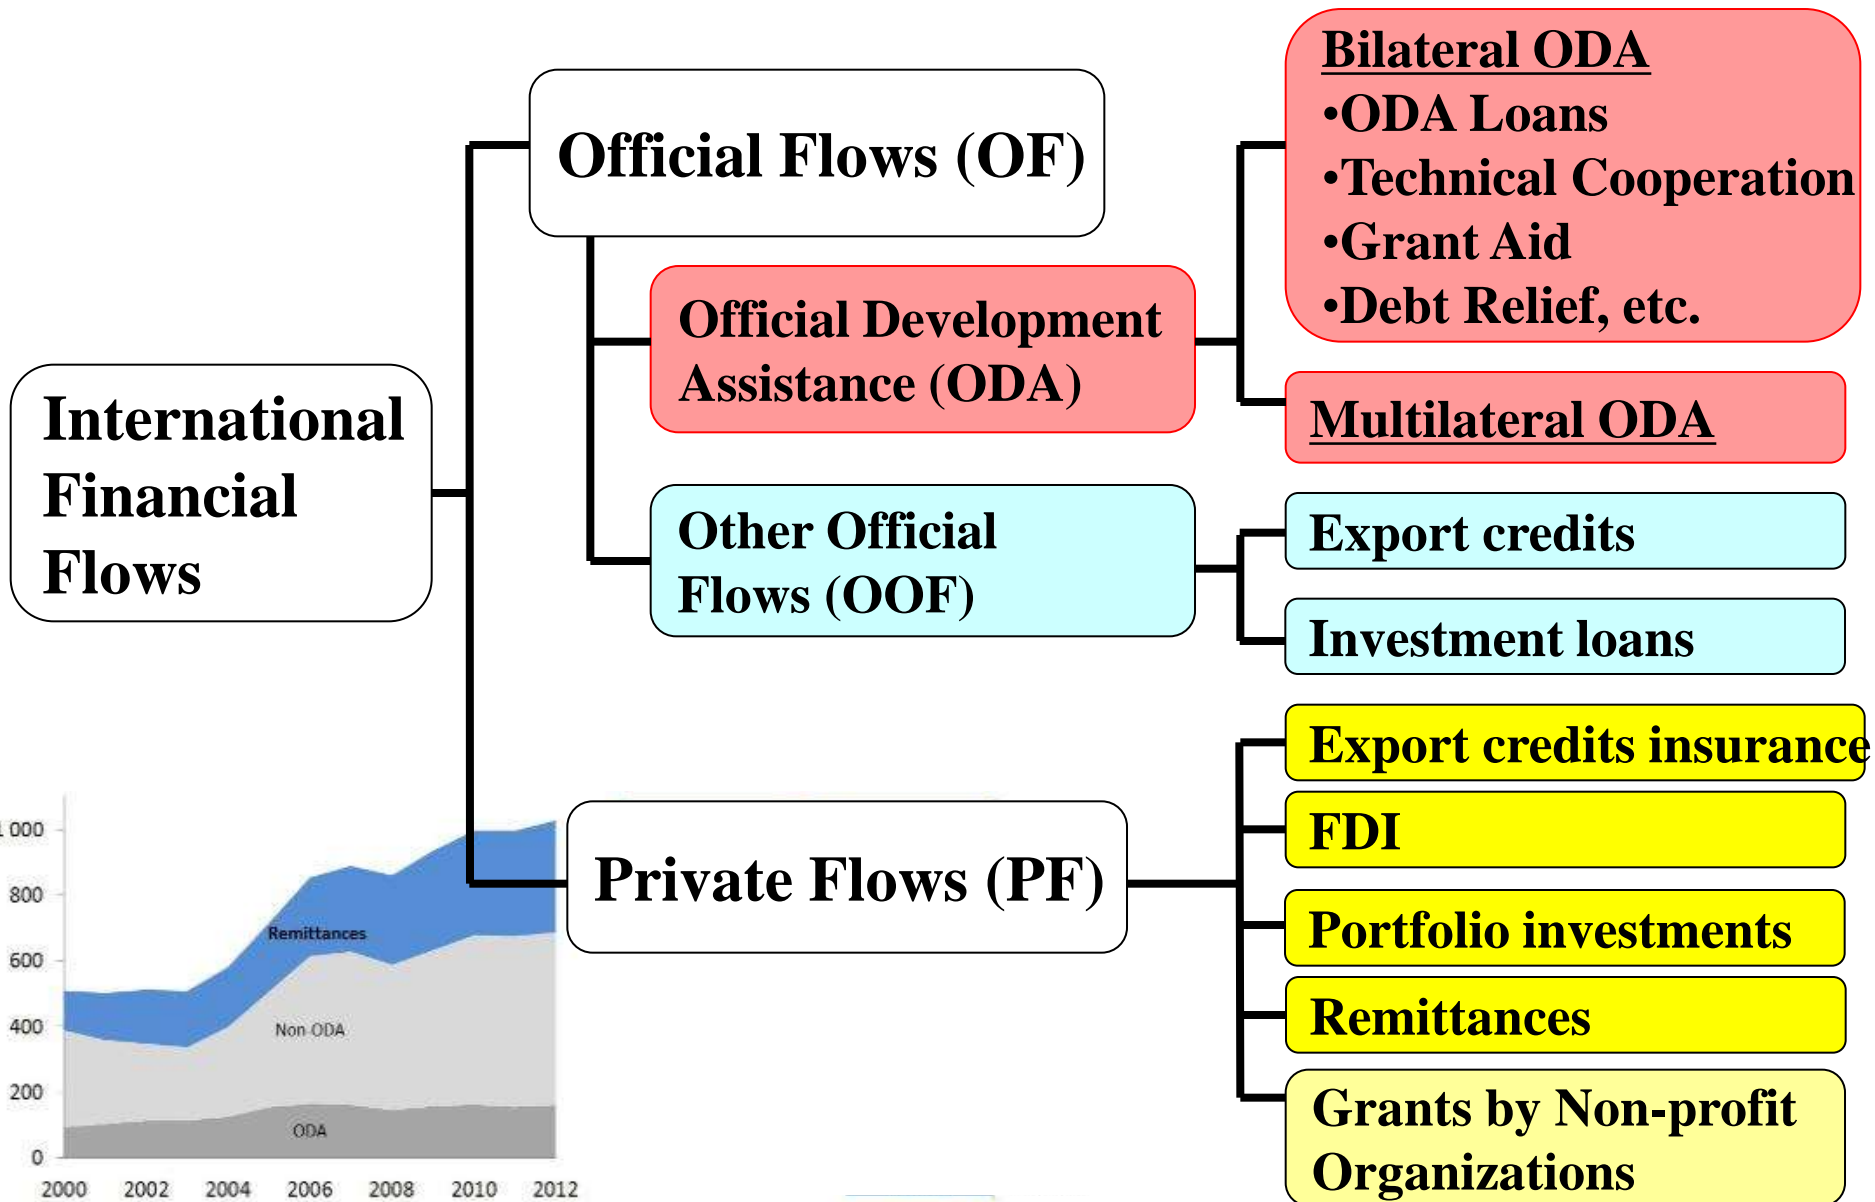 International
Financial
Flows
Official Flows (OF)
Official Development
Assistance (ODA)
Other Official
Flows (OOF)
Private Flows (PF)
Bilateral ODA
•ODA Loans
•Technical Cooperation
•Grant Aid
•Debt Relief, etc.
Multilateral ODA
Export credits
Investment loans
Export credits insurance
FDI
Portfolio investments
Remittances
Grants by Non-profit
Organizations
1 000
800
600
400
200
0
Remittances
Non-ODA
ODA
2000 2002 2004 2006 2008 2010 2012